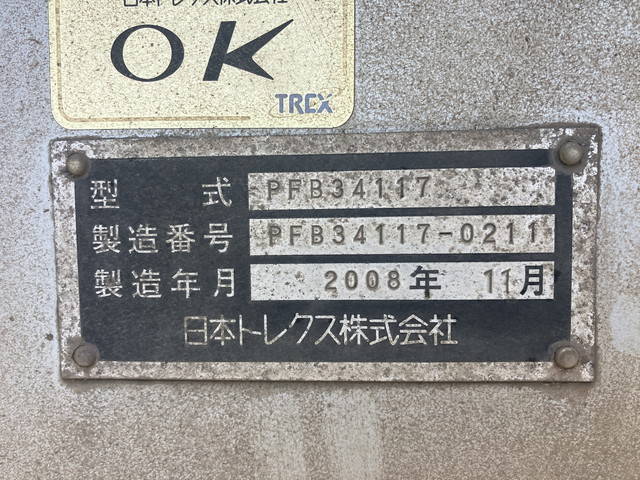 日本トレクス株式会社
OK
TREX
型 式 PFB34117
製造番号 PFB34117-0211
製造年月 2008年 11月
日本トレクス株式会社